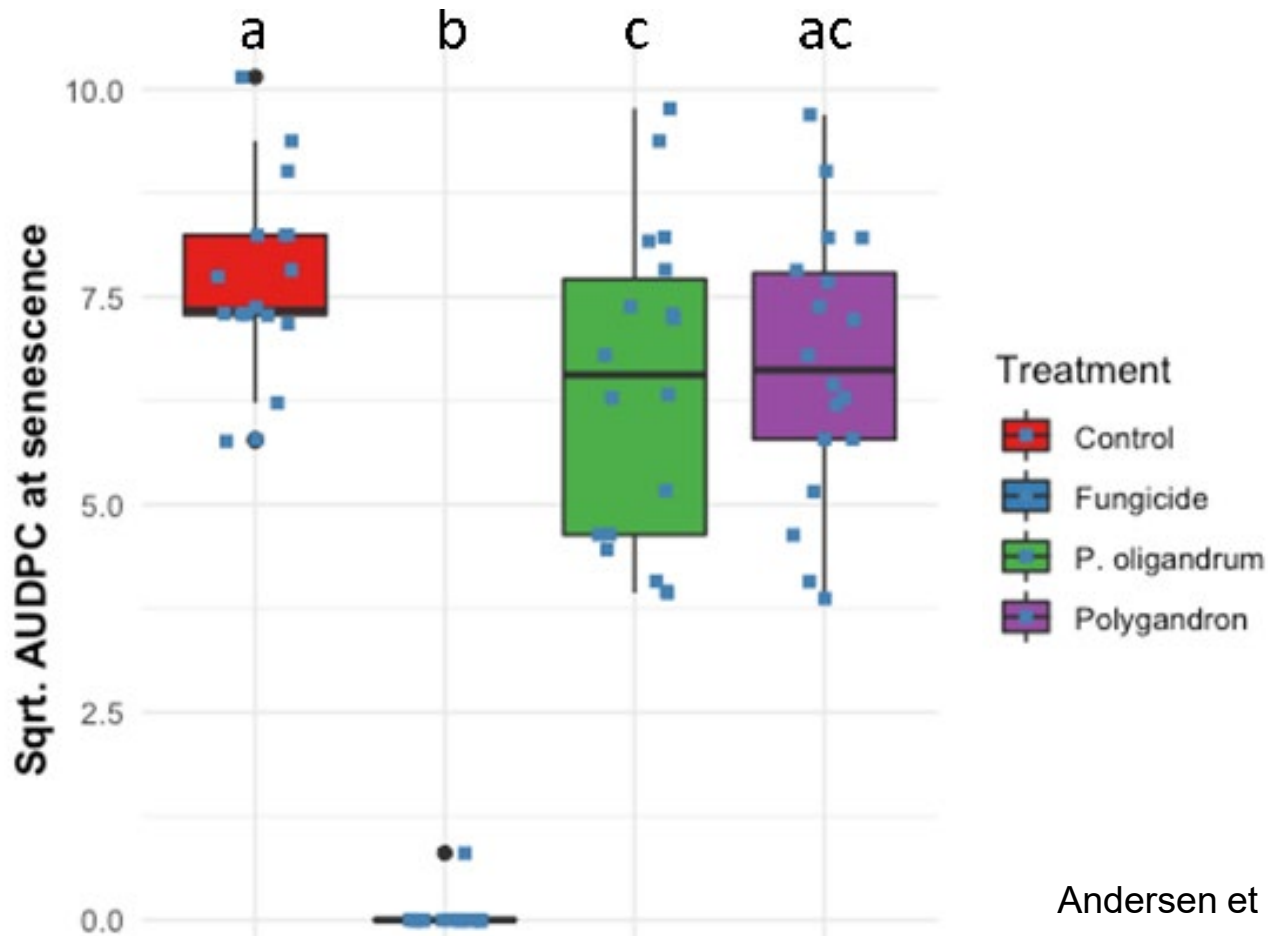 a b c ac
10.0
7.5
5.0
2.5
0.0
Sqrt. AUDPC at senescence
Treatment
Control
Fungicide
P. oligandrum
Polygandron
Andersen et